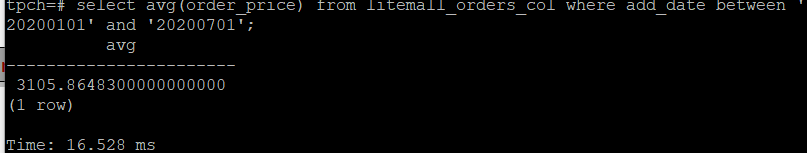 tpch=# select avg(order_price) from litemall_orders_col where add_date between '
20200101' and '20200701';
avg
-----------------------
3105.8648300000000000
(1 row)
Time: 16.528 ms